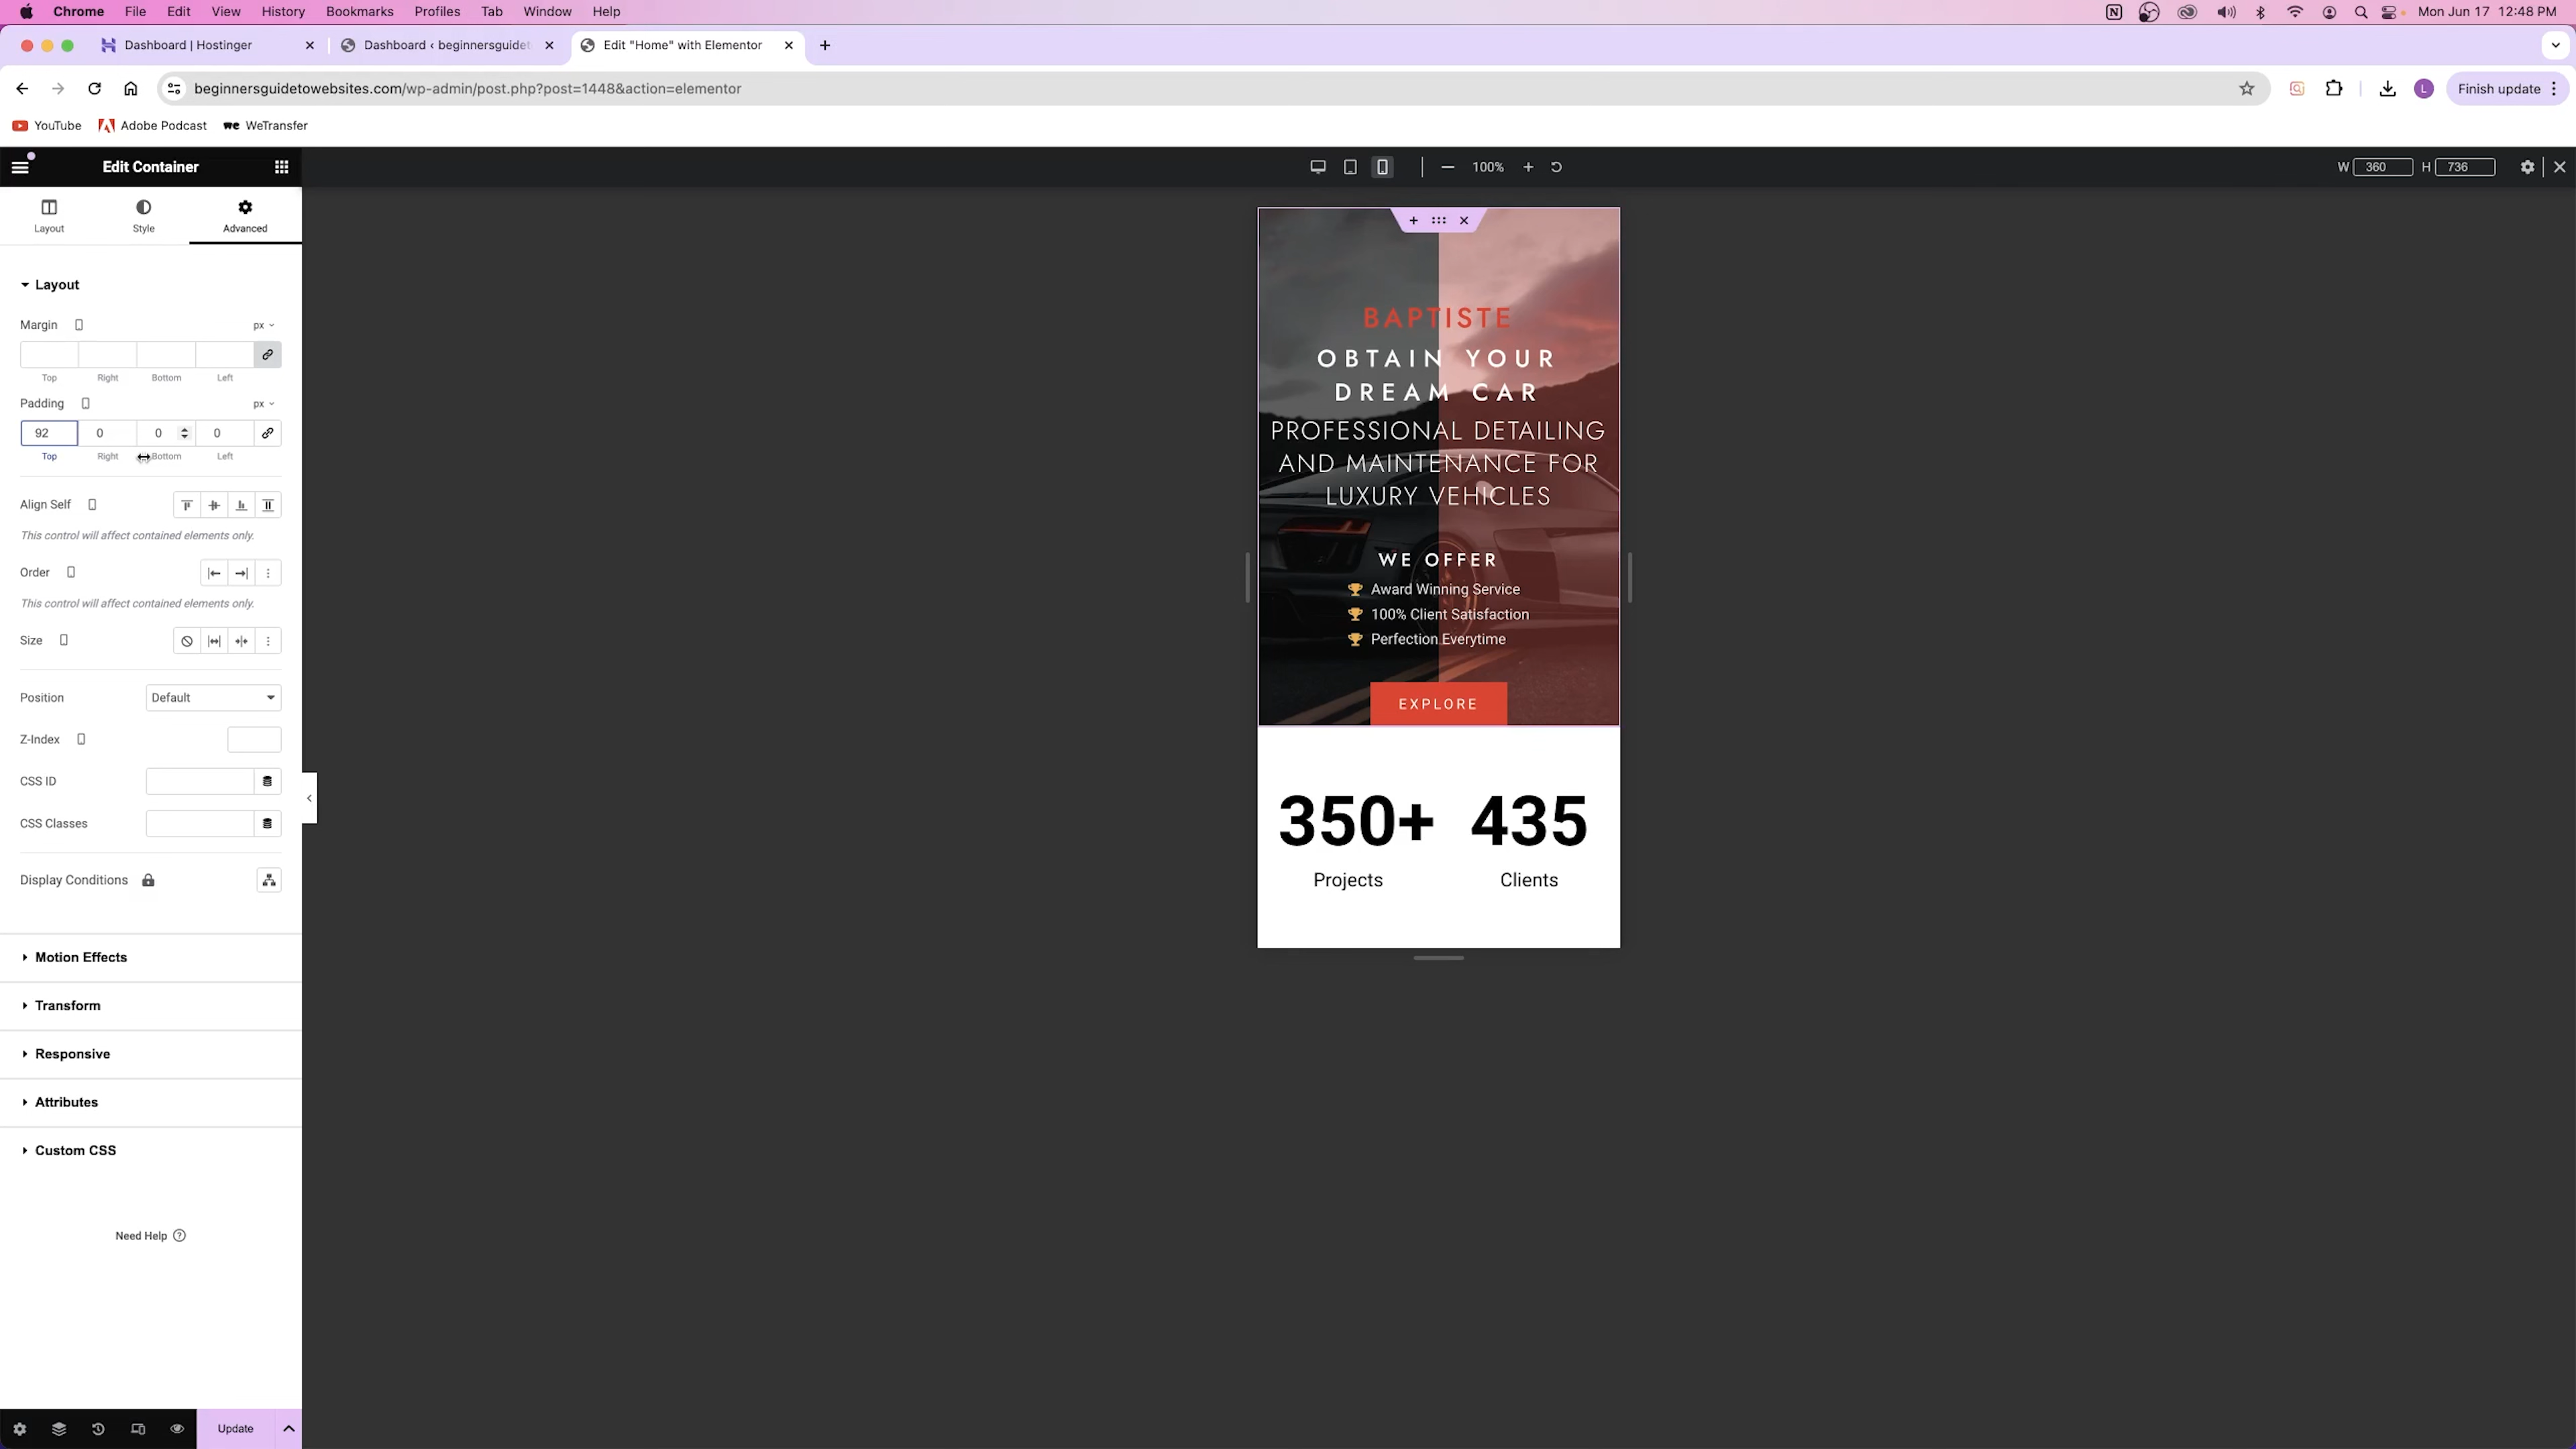 Chrome File Edit View History Bookmarks Profiles Tab Window Help Mon Jun 17 12:48 PM
Dashboard | Hostinger Dashboard ‹ beginnersguidet Edit "Home" with Elementor
beginnersguidetowebsites.com/wp-admin/post.php?post=1448&action=elementor L Finish update
YouTube Adobe Podcast WeTransfer
Edit Container 100% W 360 H 736
Layout Style Advanced
Layout
Margin px
Top Right Bottom Left
Padding px
92 0 0 0
Top Right Bottom Left
Align Self
This control will affect contained elements only.
Order
This control will affect contained elements only.
Size
Position Default
Z-Index
CSS ID
CSS Classes
Display Conditions
Motion Effects
Transform
Responsive
Attributes
Custom CSS
Need Help ?
Update
BAPTISTE
OBTAIN YOUR
DREAM CAR
PROFESSIONAL DETAILING
AND MAINTENANCE FOR
LUXURY VEHICLES
WE OFFER
Award Winning Service
100% Client Satisfaction
Perfection Everytime
EXPLORE
350+ 435
Projects Clients